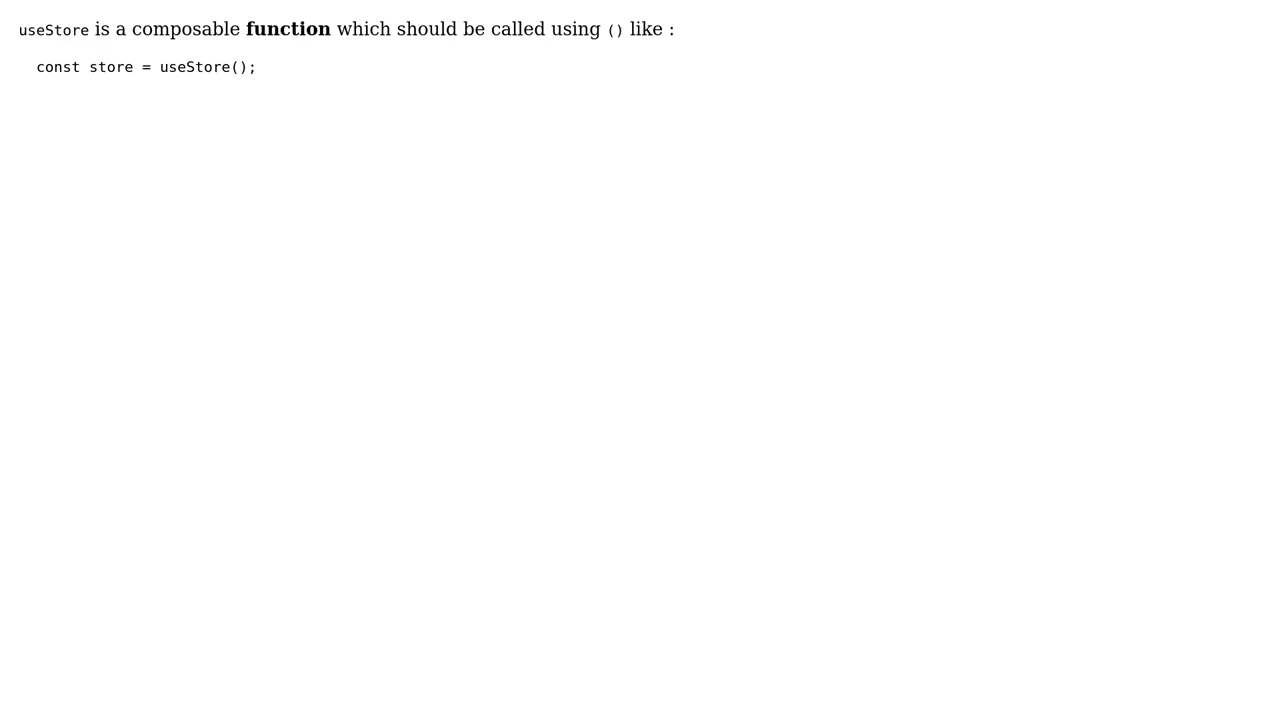 useStore is a composable function which should be called using () like :
const store = useStore();